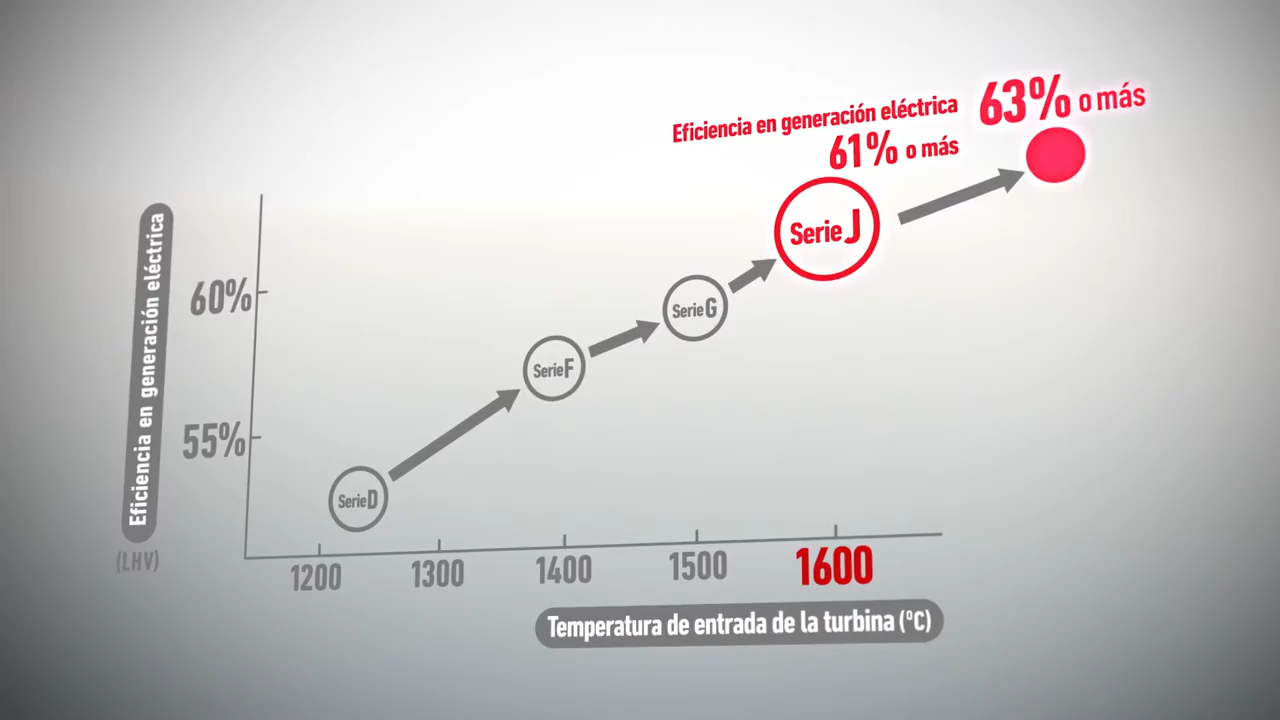 63% o más
Eficiencia en generación eléctrica
61% o más
Serie J
Serie G
Serie F
Serie D
Eficiencia en generación eléctrica
(LHV)
60%
55%
1200
1300
1400
1500
1600
Temperatura de entrada de la turbina (ºC)